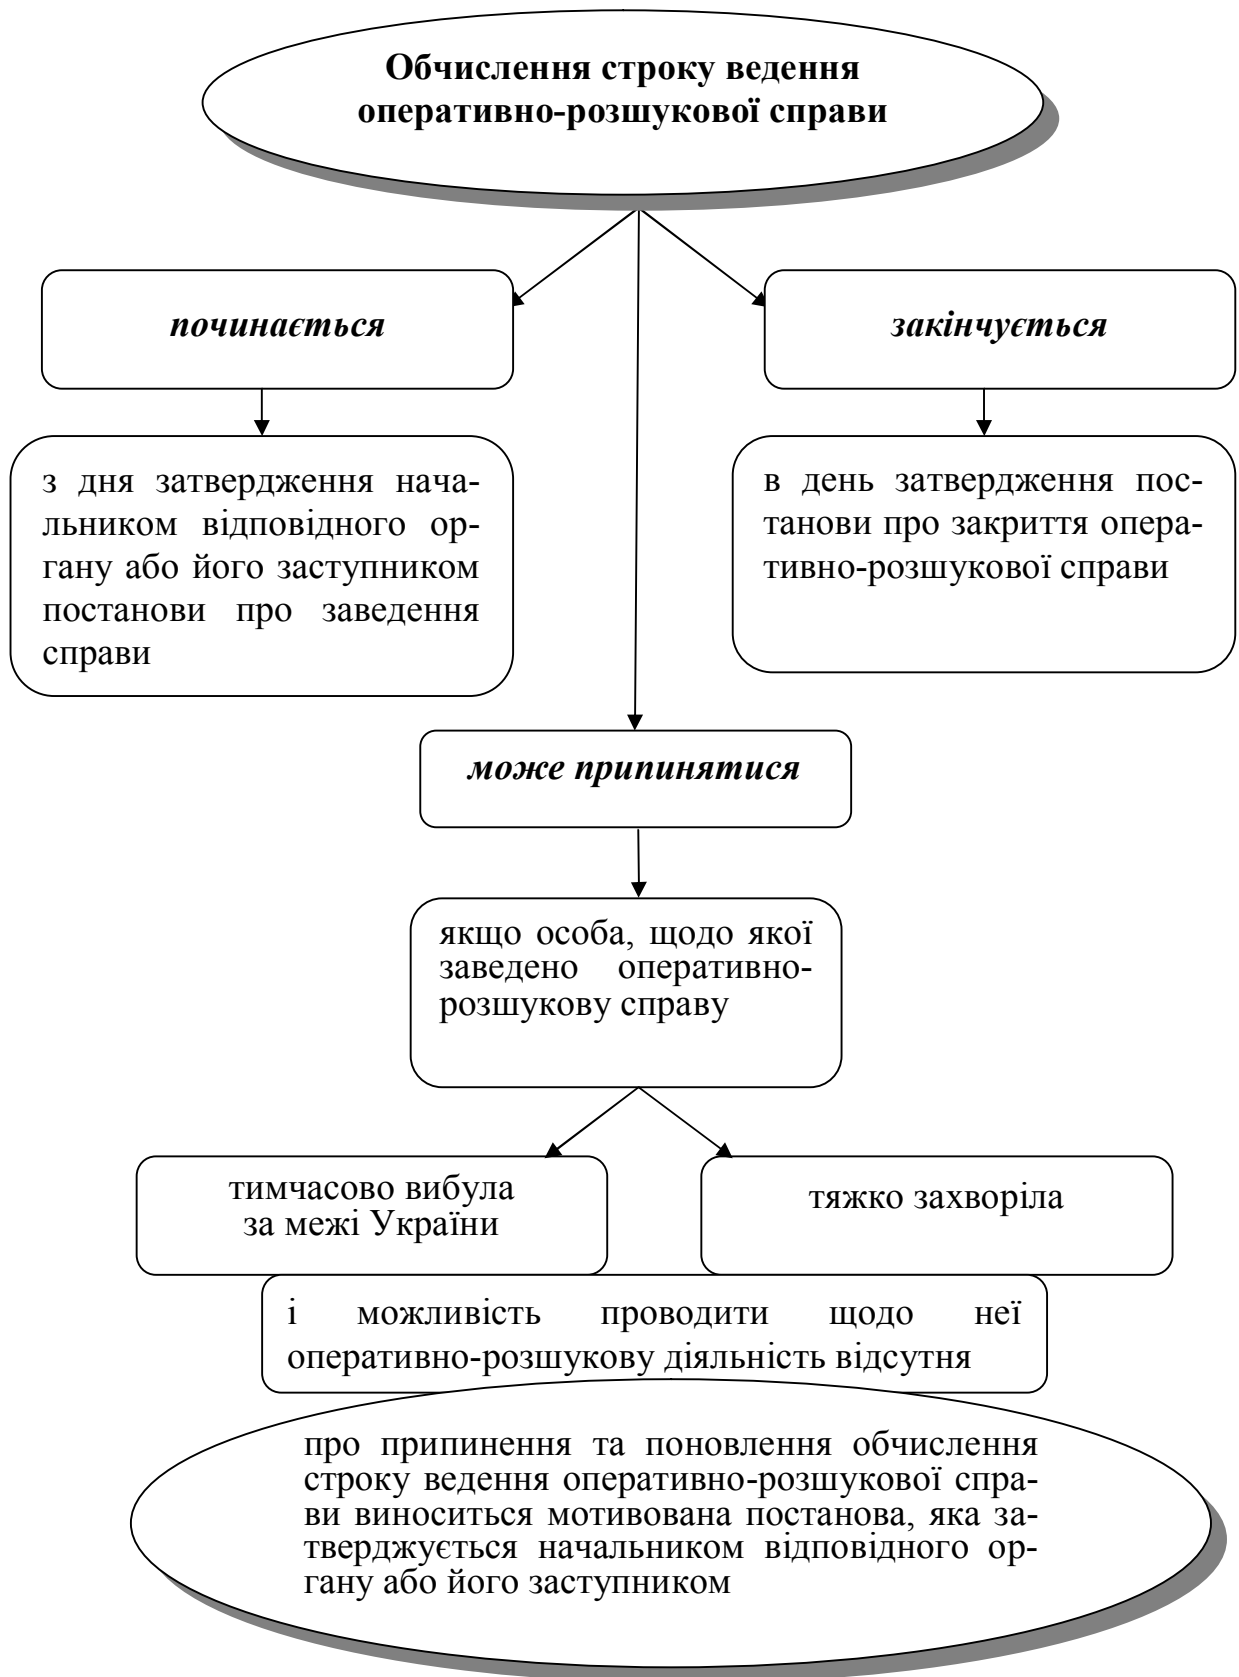 Обчислення строку ведення
оперативно-розшукової справи
починається
закінчується
з дня затвердження нача-
льником відповідного ор-
гану або його заступником
постанови про заведення
справи
в день затвердження пос-
танови про закриття опера-
тивно-розшукової справи
може припинятися
якщо особа, щодо якої
заведено оперативно-
розшукову справу
тимчасово вибула
за межі України
тяжко захворіла
і можливість проводити щодо неї
оперативно-розшукову діяльність відсутня
про припинення та поновлення обчислення
строку ведення оперативно-розшукової спра-
ви виноситься мотивована постанова, яка за-
тверджується начальником відповідного ор-
гану або його заступником